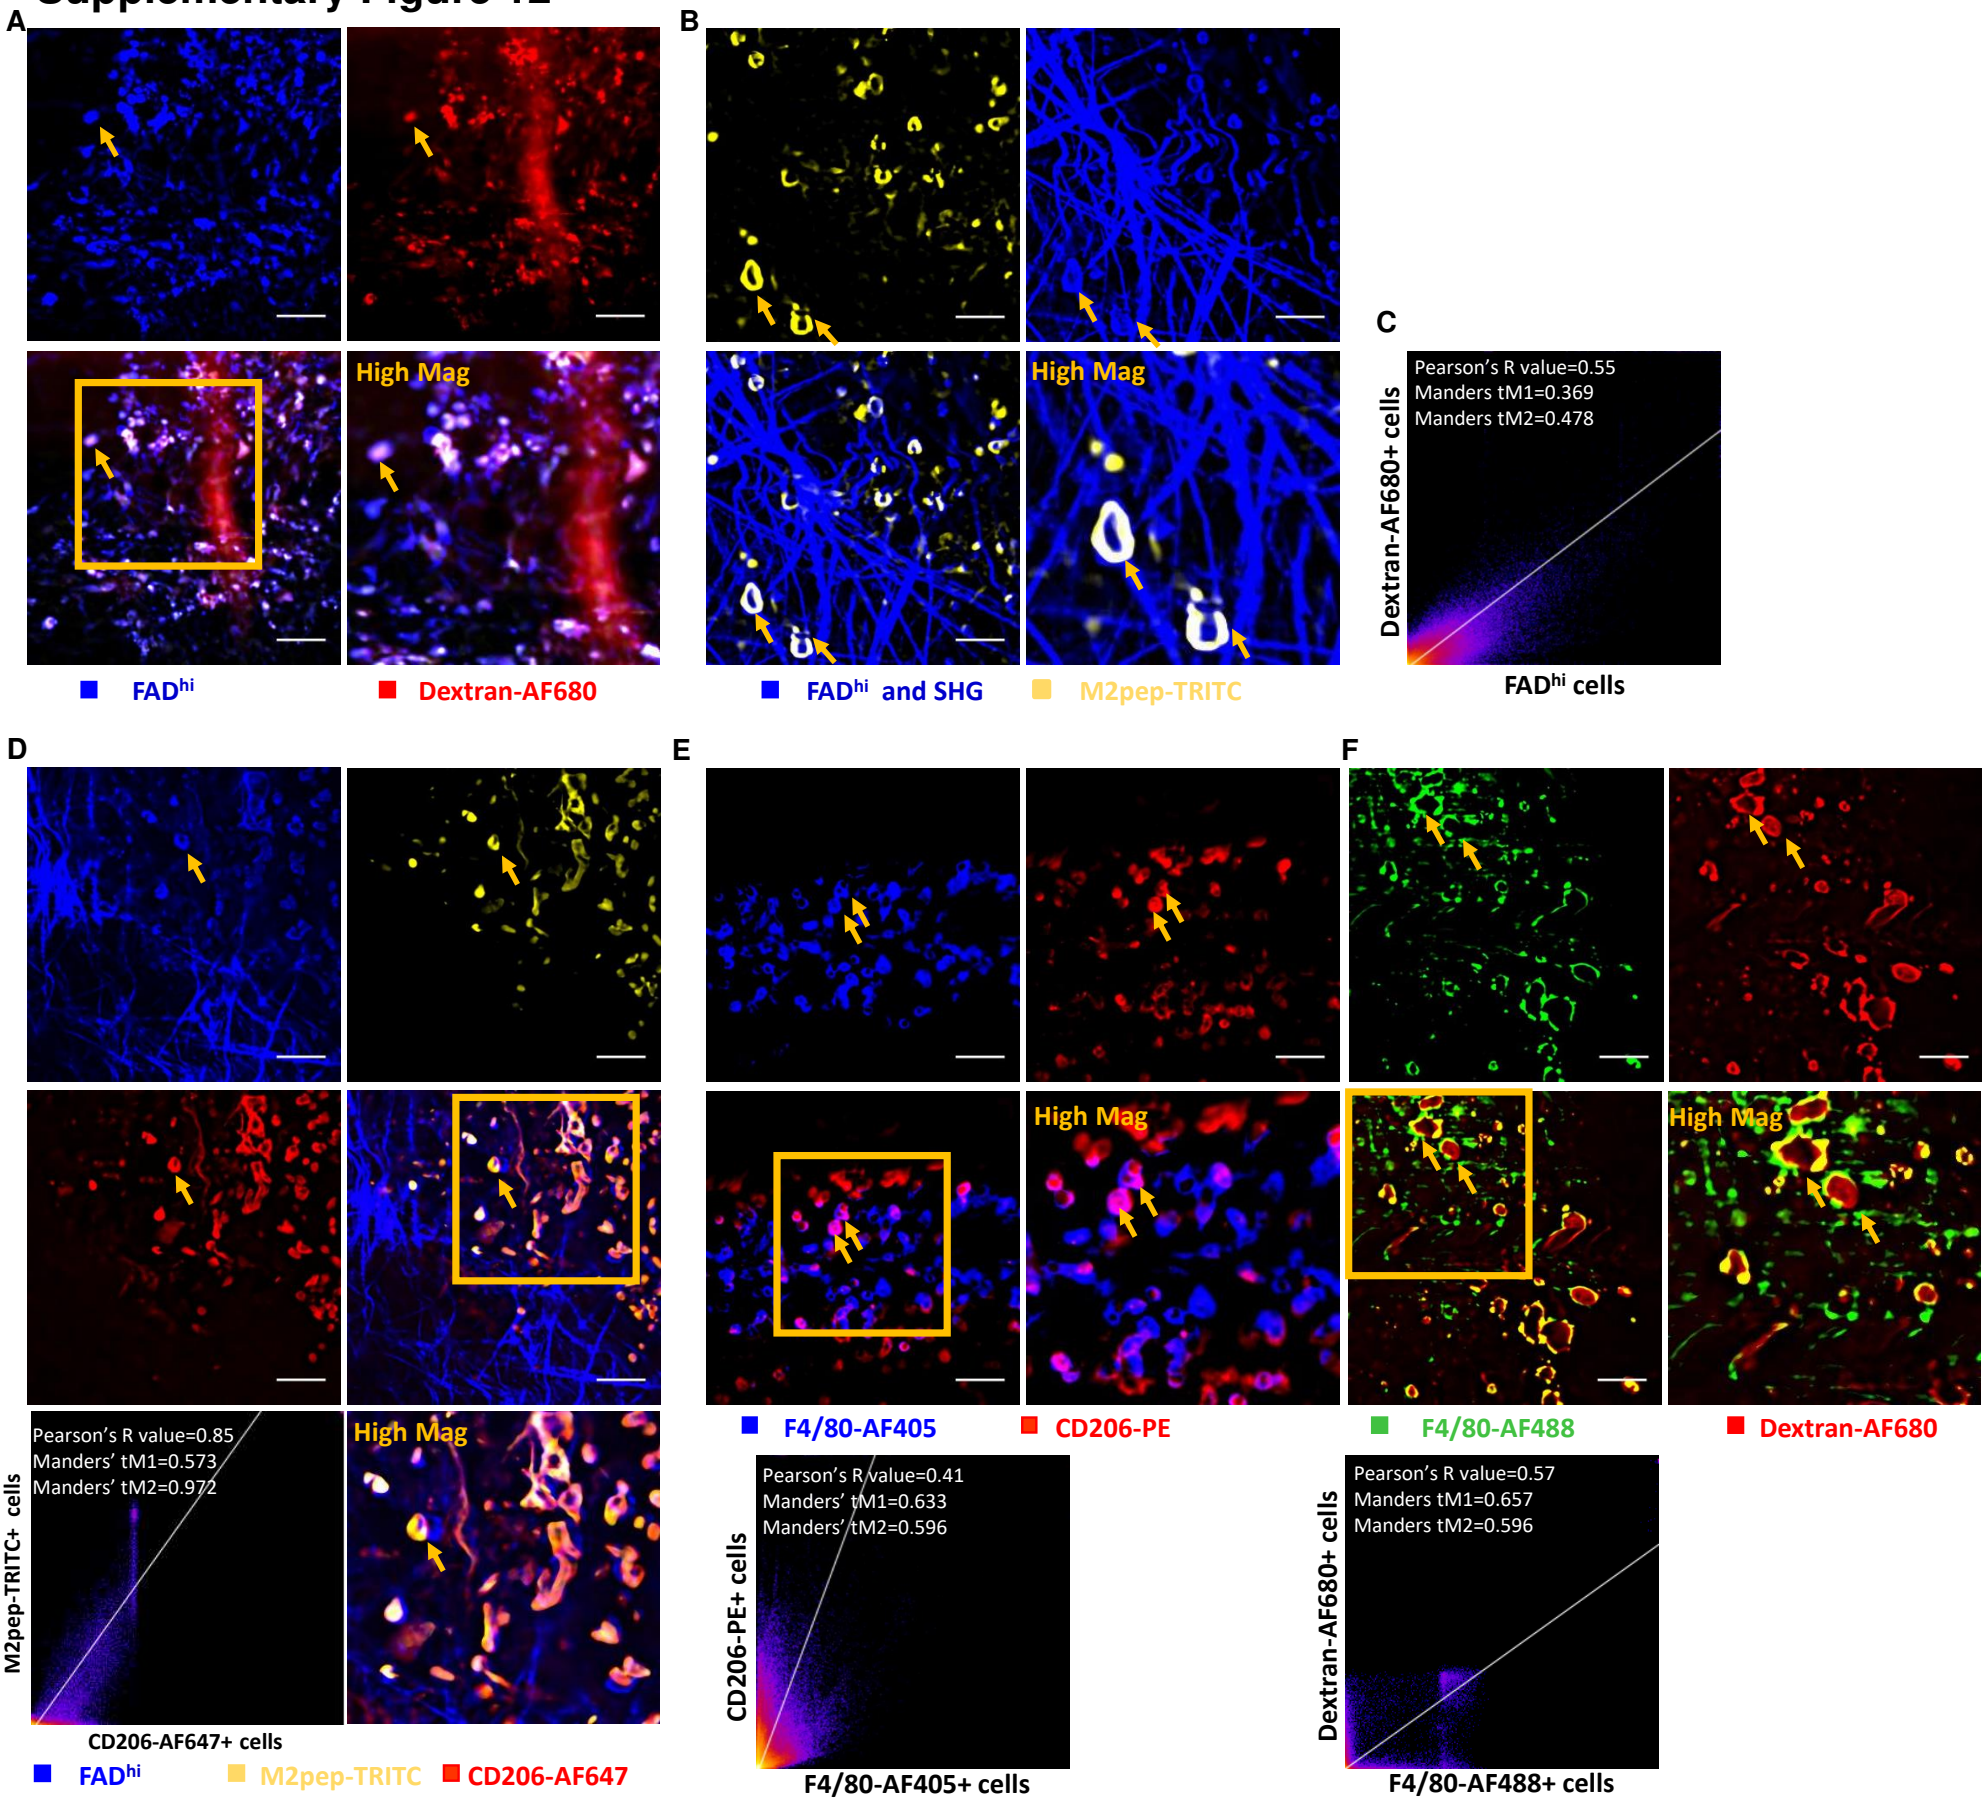 A
B
High Mag
High Mag
C
Pearson's R value=0.55
Manders tM1=0.369
Manders tM2=0.478
Dextran-AF680+ cells
FADhi cells
FADhi
Dextran-AF680
FADhi and SHG
M2pep-TRITC
D
E
F
High Mag
High Mag
Pearson's R value=0.85
Manders' tM1=0.573
Manders' tM2=0.972
M2pep-TRITC+ cells
CD206-AF647+ cells
High Mag
FADhi
M2pep-TRITC
CD206-AF647
F4/80-AF405
CD206-PE
Pearson's R value=0.41
Manders' tM1=0.633
Manders' tM2=0.596
CD206-PE+ cells
F4/80-AF405+ cells
F4/80-AF488
Dextran-AF680
Pearson's R value=0.57
Manders tM1=0.657
Manders tM2=0.596
Dextran-AF680+ cells
F4/80-AF488+ cells